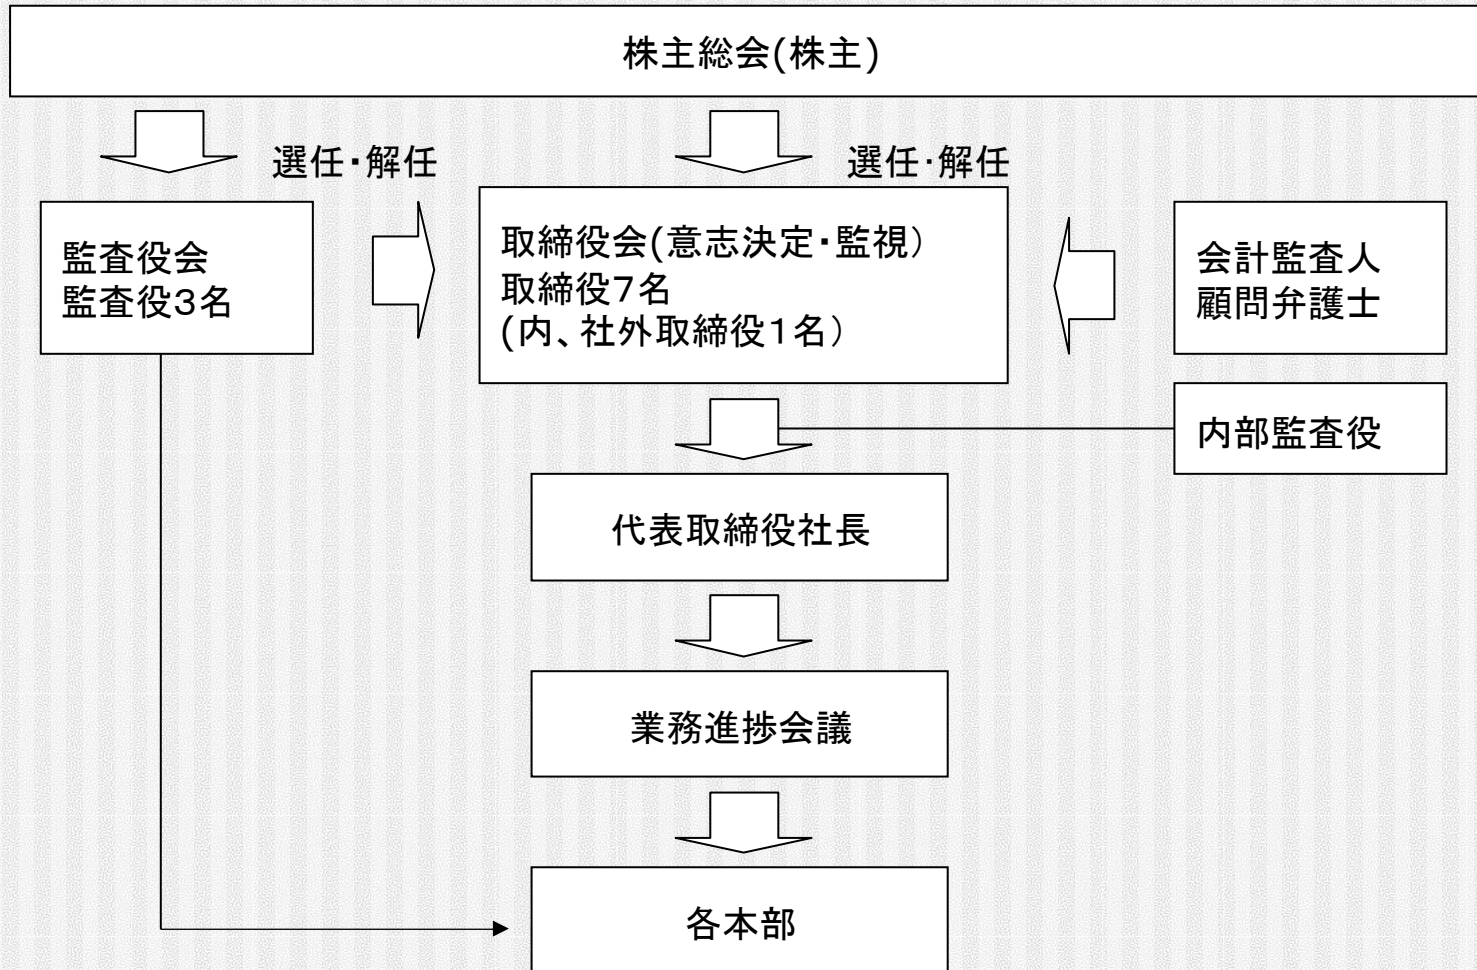 株主総会(株主)
選任・解任
選任・解任
監査役会
監査役3名
取締役会(意志決定・監視)
取締役7名
(内、社外取締役1名)
会計監査人
顧問弁護士
内部監査役
代表取締役社長
業務進捗会議
各本部